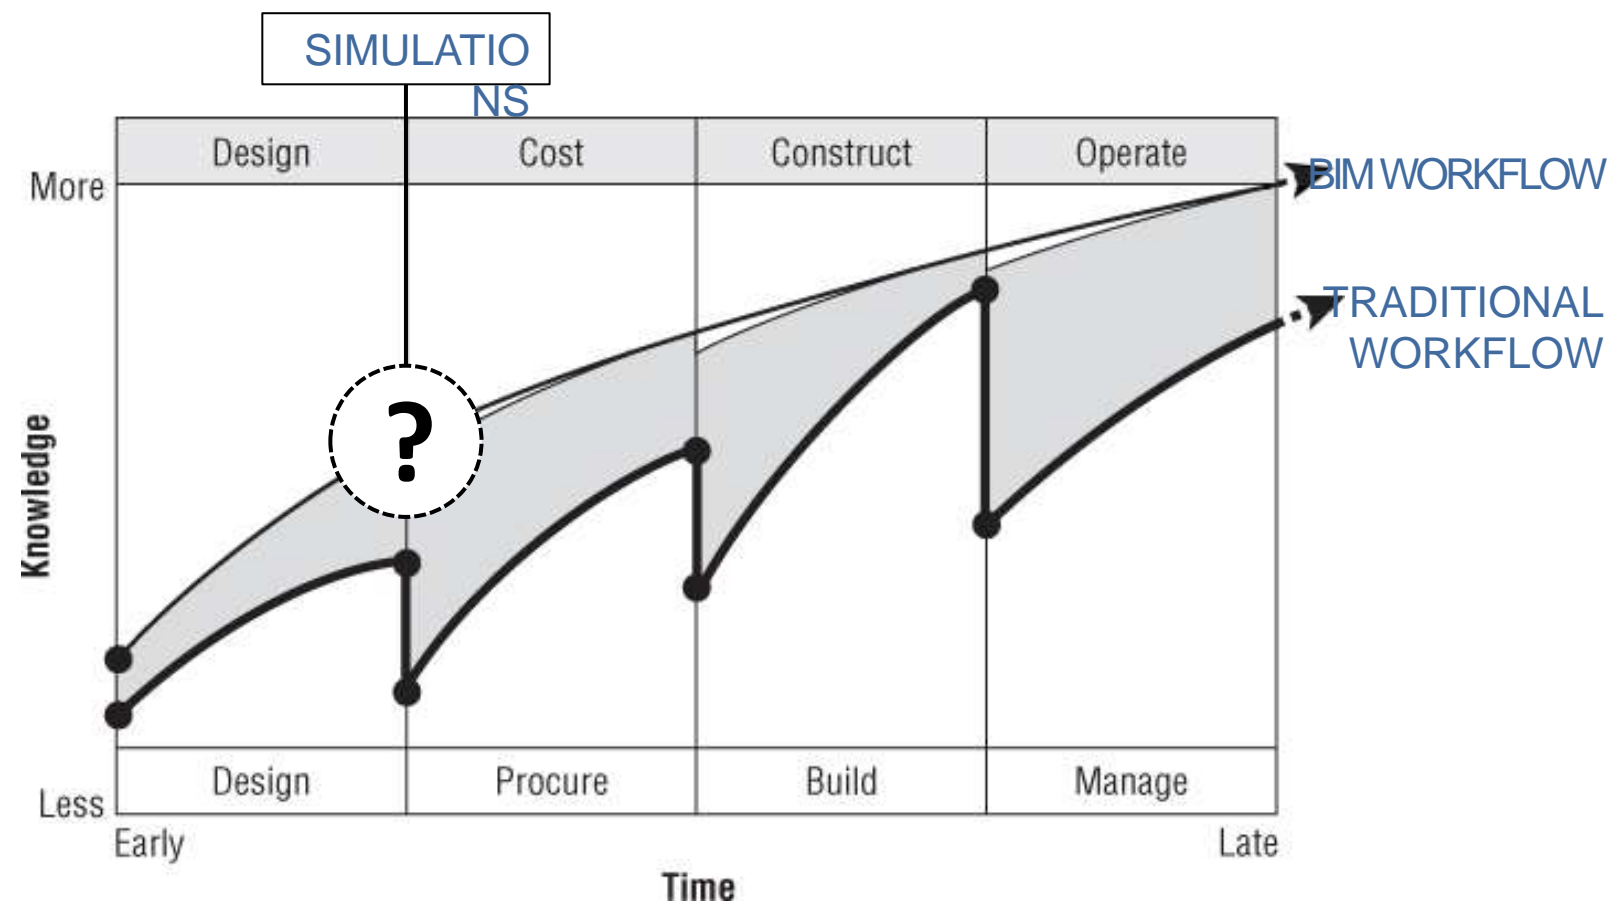 SIMULATIO
NS
Design Cost Construct Operate
More
BIM WORKFLOW
TRADITIONAL
WORKFLOW
?
Knowledge
Design Procure Build Manage
Less
Early Late
Time